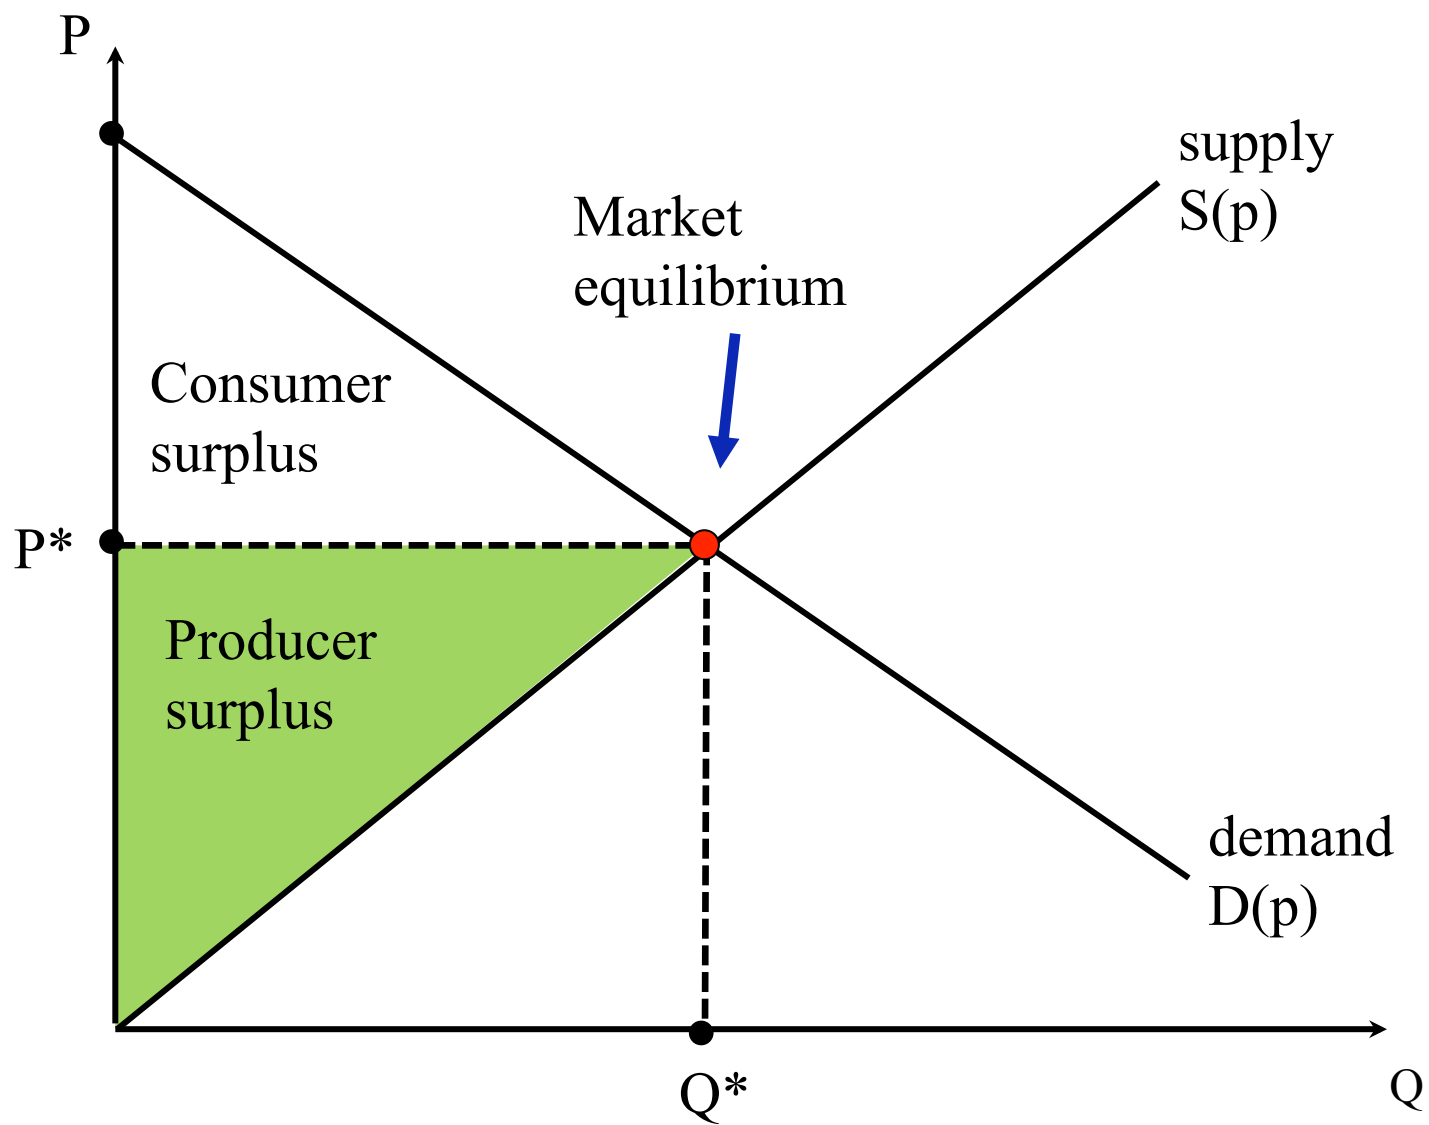 P
supply
S(p)
Market
equilibrium
Consumer
surplus
P*
Producer
surplus
demand
D(p)
Q*
Q